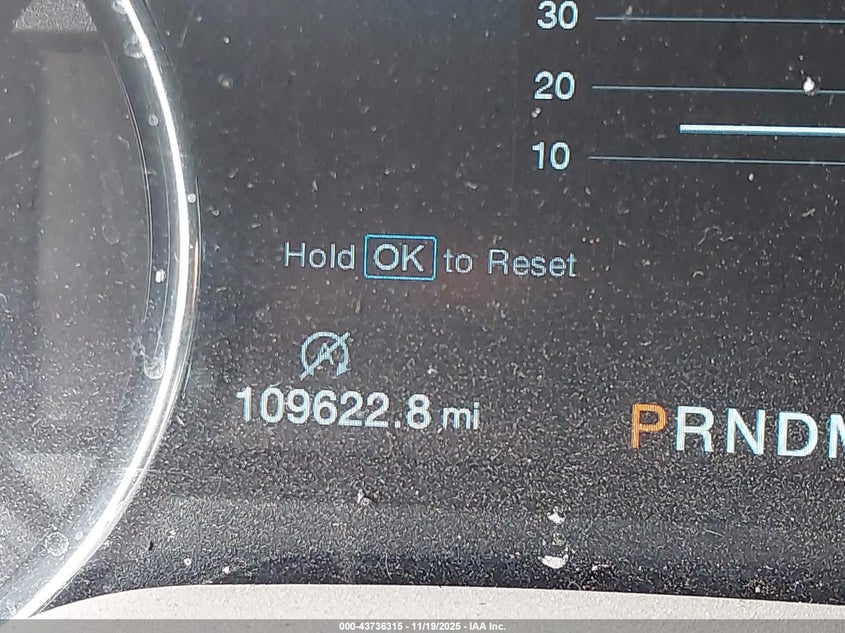 30
20
10
Hold OK to Reset
A
109622.8 mi
PRNDM
000-43736315 - 11/19/2025 - IAA Inc.